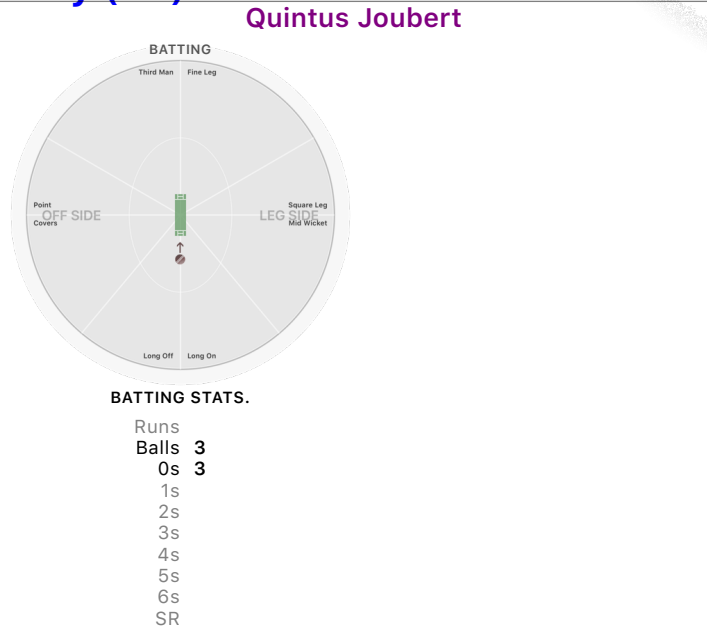 Quintus Joubert
BATTING
Third Man Fine Leg
Point Square Leg
OFF SIDE LEG SIDE
Covers Mid Wicket
Long Off Long On
BATTING STATS.
Runs
Balls 3
0s 3
1s
2s
3s
4s
5s
6s
SR